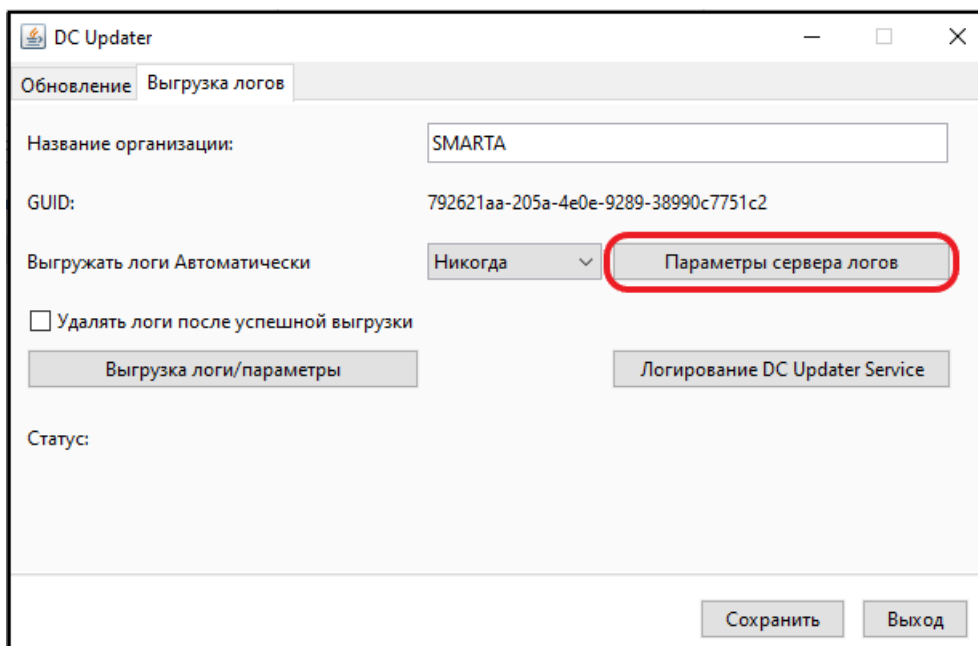 DC Updater
Обновление Выгрузка логов
Название организации: SMARTA
GUID: 792621aa-205a-4e0e-9289-38990c7751c2
Выгружать логи Автоматически Никогда Параметры сервера логов
Удалять логи после успешной выгрузки
Выгрузка логи/параметры Логирование DC Updater Service
Статус:
Сохранить Выход